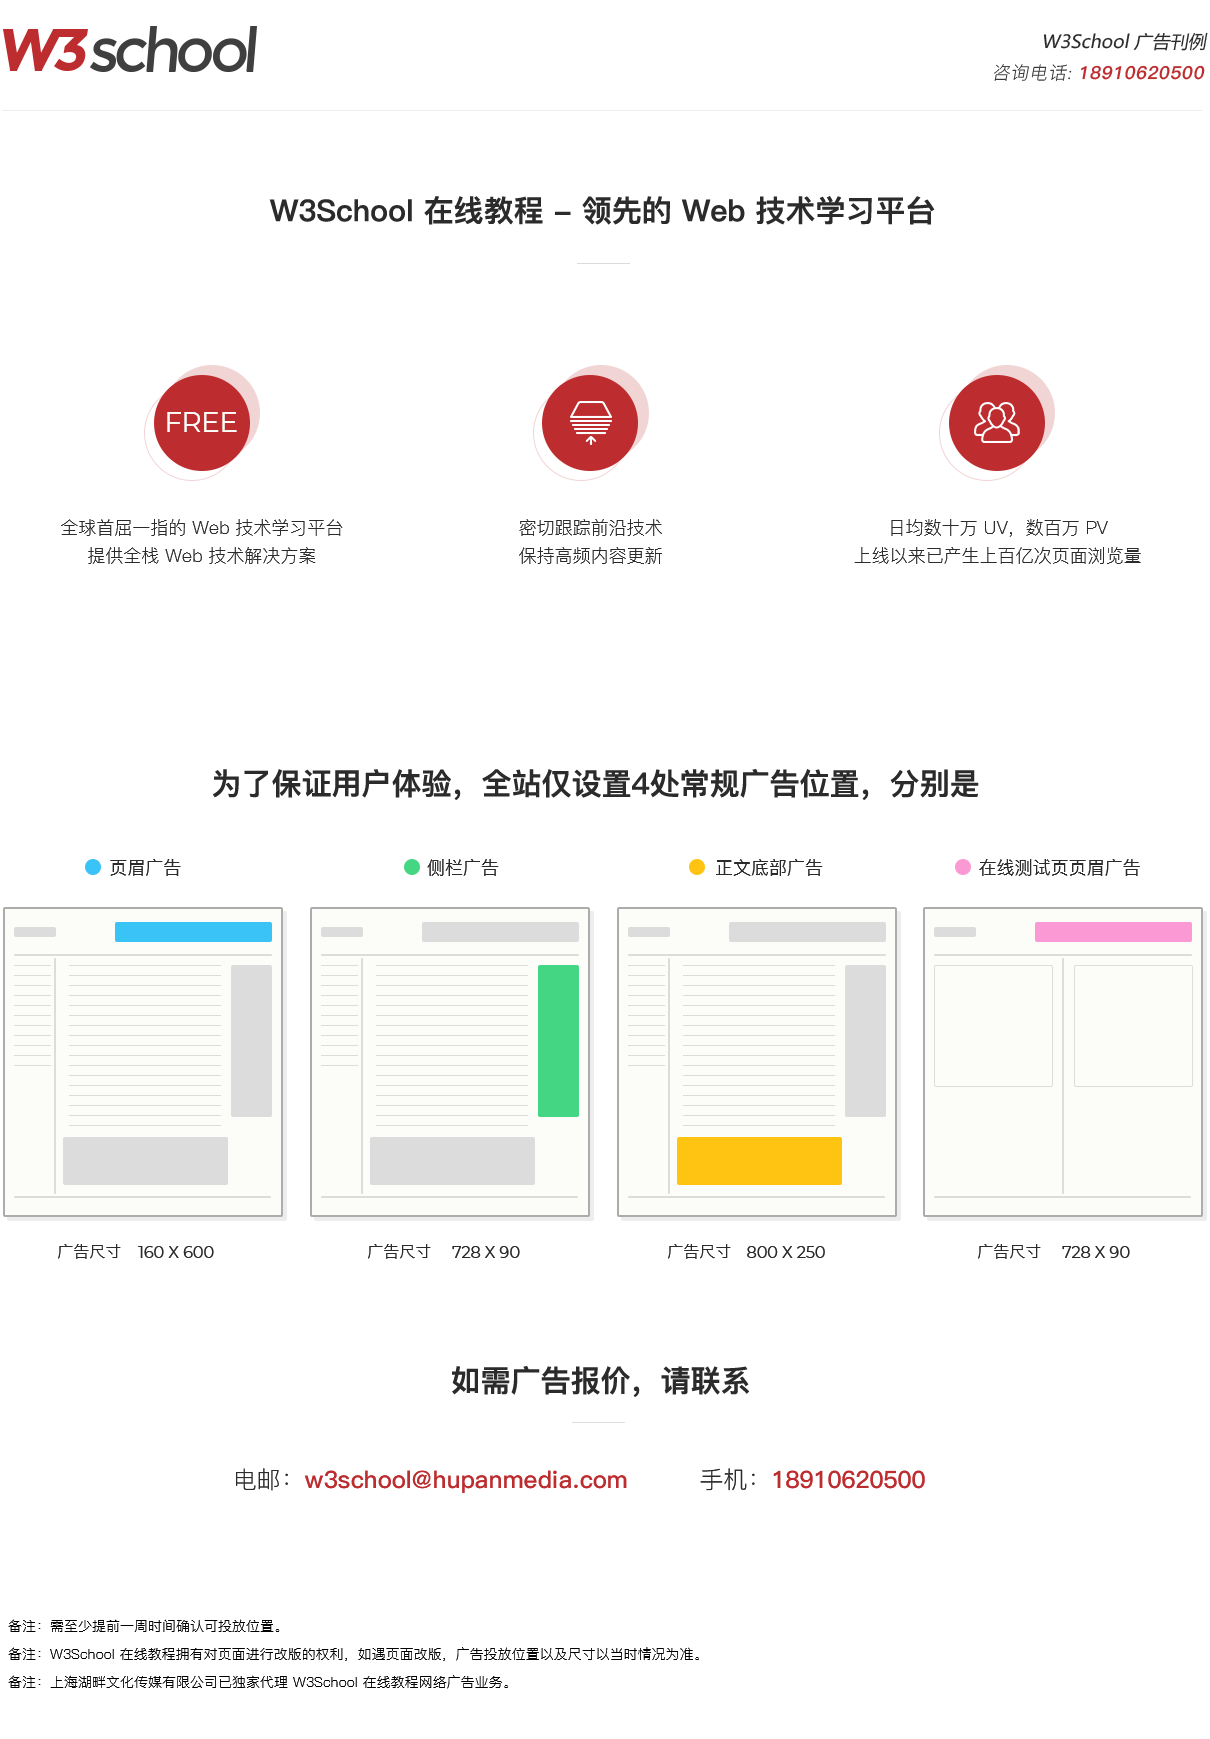 W3school
W3School 广告刊例
咨询电话: 18910620500
W3School 在线教程 – 领先的 Web 技术学习平台
FREE
全球首屈一指的 Web 技术学习平台
提供全栈 Web 技术解决方案
密切跟踪前沿技术
保持高频内容更新
日均数十万 UV，数百万 PV
上线以来已产生上百亿次页面浏览量
为了保证用户体验，全站仅设置4处常规广告位置，分别是
页眉广告
侧栏广告
正文底部广告
在线测试页页眉广告
广告尺寸 160 X 600
广告尺寸 728 X 90
广告尺寸 800 X 250
广告尺寸 728 X 90
如需广告报价，请联系
电邮：w3school@hupanmedia.com 手机：18910620500
备注：需至少提前一周时间确认可投放位置。
备注：W3School 在线教程拥有对页面进行改版的权利，如遇页面改版，广告投放位置以及尺寸以当时情况为准。
备注：上海湖畔文化传媒有限公司已独家代理 W3School 在线教程网络广告业务。